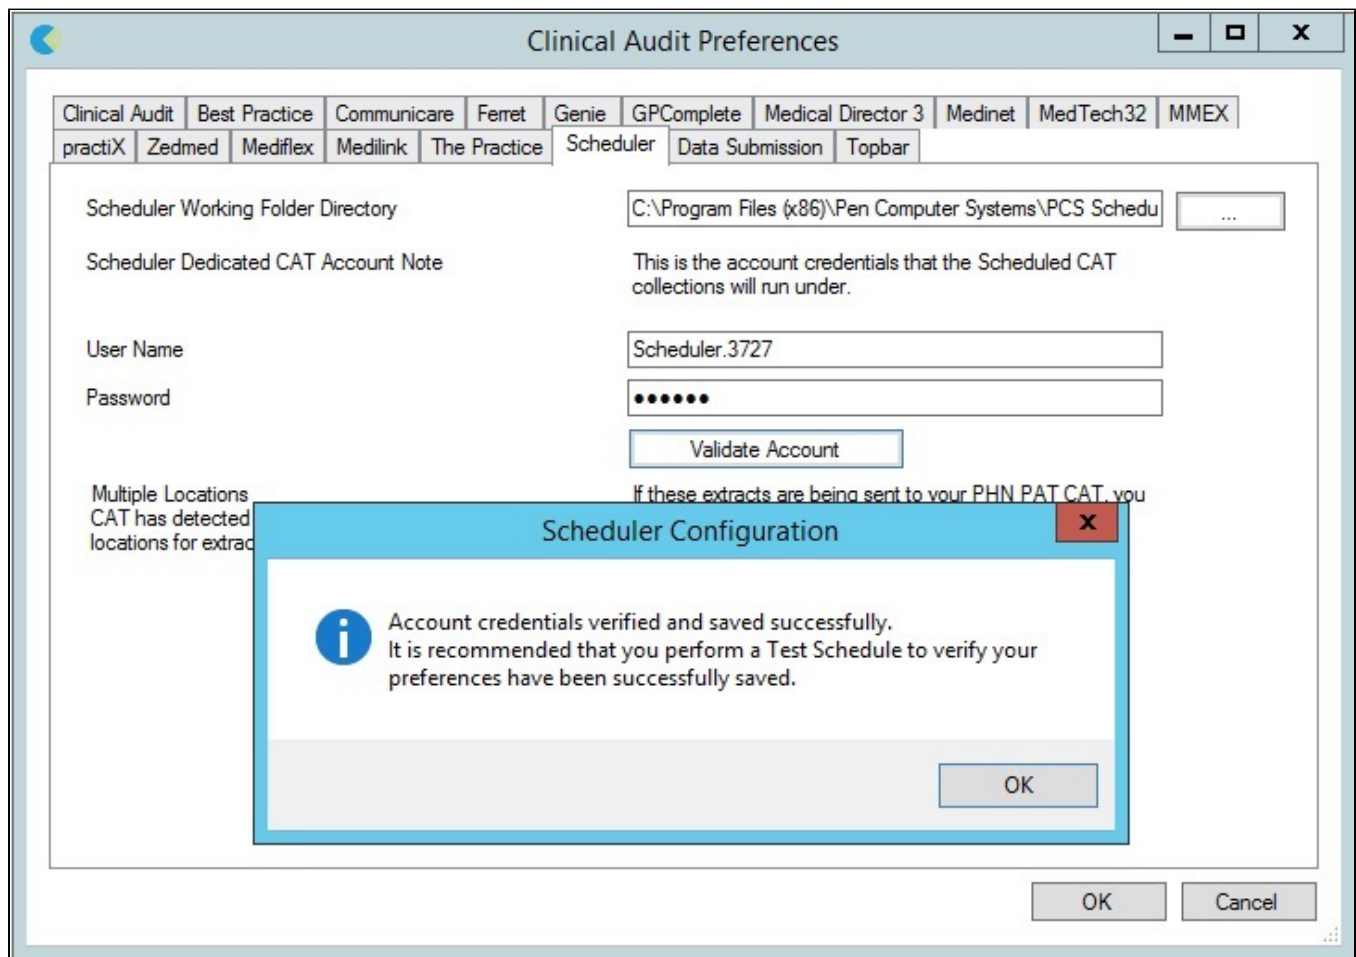 Clinical Audit Preferences
Clinical Audit Best Practice Communicare Ferret Genie GPComplete Medical Director 3 Medinet MedTech32 MMEX
practiX Zedmed Mediflex Medilink The Practice Scheduler Data Submission Topbar
Scheduler Working Folder Directory C:\Program Files (x86)\Pen Computer Systems\PCS Schedu ...
Scheduler Dedicated CAT Account Note This is the account credentials that the Scheduled CAT
collections will run under.
User Name Scheduler.3727
Password ●●●●●●
Validate Account
Multiple Locations If these extracts are being sent to your PHN PAT CAT, you
CAT has detected
locations for extrac
Scheduler Configuration
Account credentials verified and saved successfully.
It is recommended that you perform a Test Schedule to verify your
preferences have been successfully saved.
OK
OK Cancel